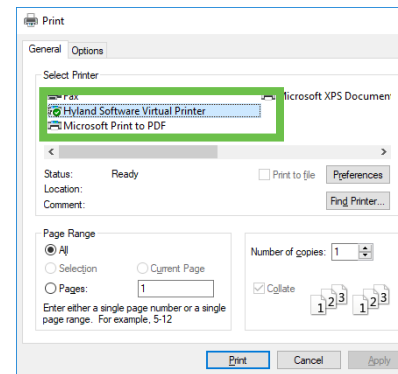 Print
General Options
Select Printer
Fax
Microsoft XPS Documen
Hyland Software Virtual Printer
Microsoft Print to PDF
Status: Ready
Print to file
Preferences
Location:
Comment:
Find Printer...
Page Range
All
Selection
Current Page
Pages: 1
Enter either a single page number or a single
page range. For example, 5-12
Number of copies: 1
Collate
1 2 3 1 2 3
Print Cancel Apply